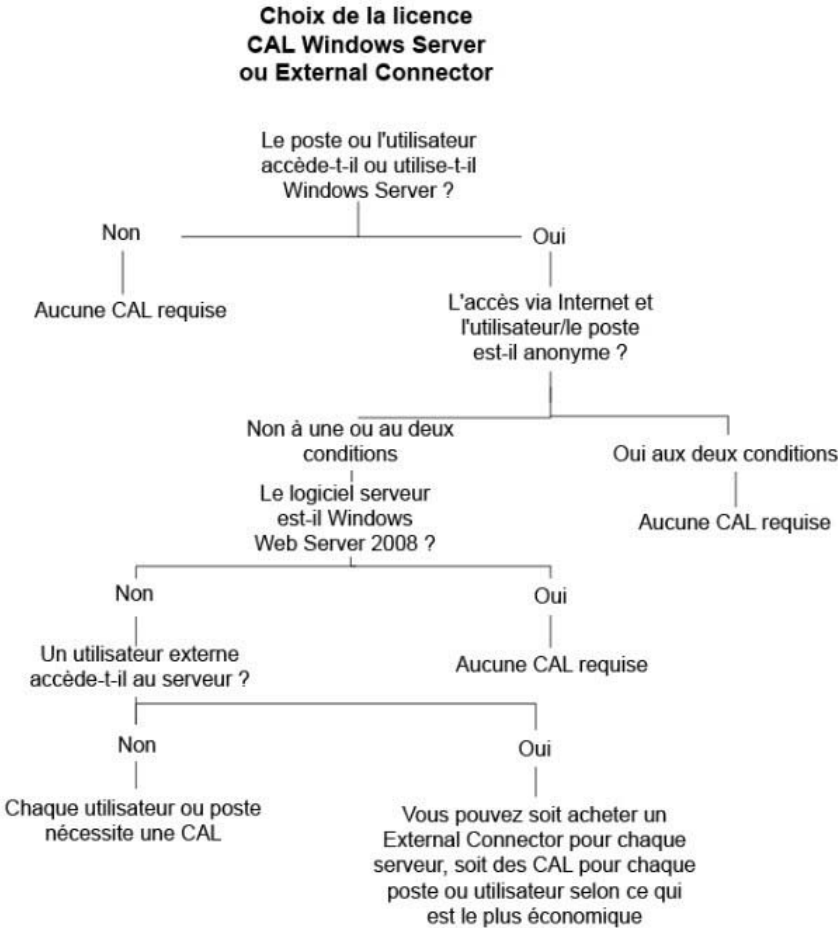 Choix de la licence
CAL Windows Server
ou External Connector
Le poste ou l'utilisateur
accède-t-il ou utilise-t-il
Windows Server ?
Non
Oui
Aucune CAL requise
L'accès via Internet et
l'utilisateur/le poste
est-il anonyme ?
Non à une ou au deux
conditions
Oui aux deux conditions
Le logiciel serveur
est-il Windows
Web Server 2008 ?
Aucune CAL requise
Non
Oui
Un utilisateur externe
accède-t-il au serveur ?
Aucune CAL requise
Non
Oui
Chaque utilisateur ou poste
nécessite une CAL
Vous pouvez soit acheter un
External Connector pour chaque
serveur, soit des CAL pour chaque
poste ou utilisateur selon ce qui
est le plus économique